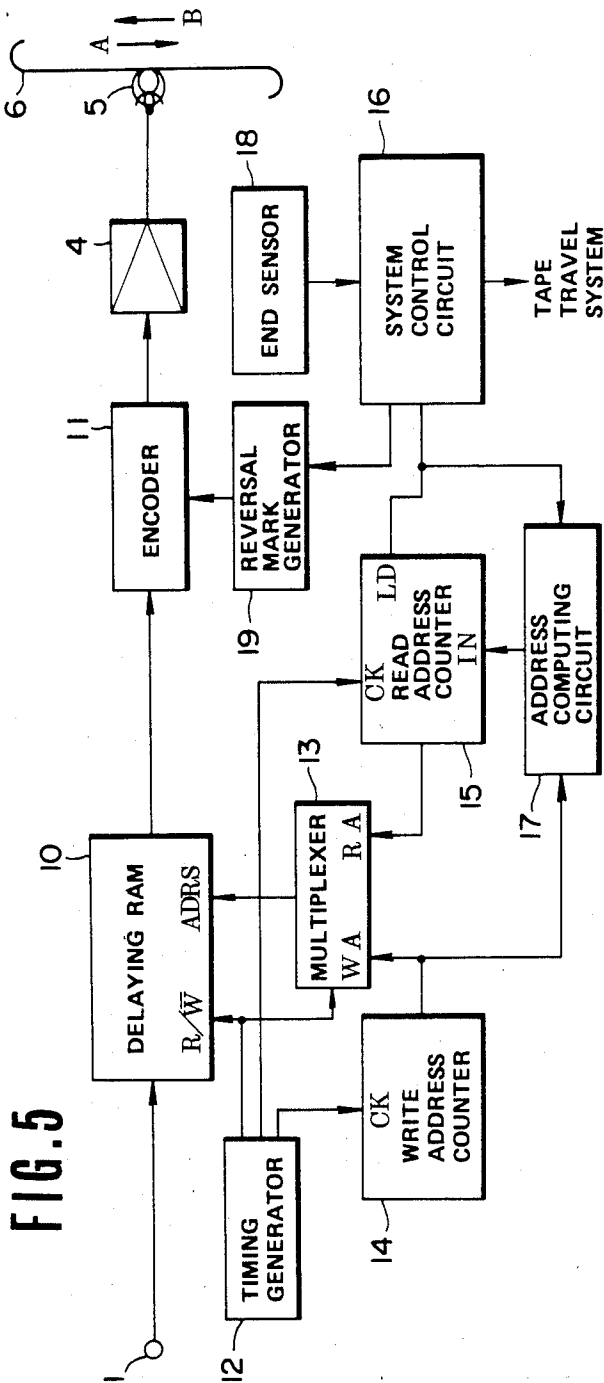 FIG.5
1
10
DELAYING RAM
R/W̅ ADRS
11
ENCODER
4
5
6
A
B
12
TIMING
GENERATOR
13
MULTIPLEXER
WA RA
19
REVERSAL
MARK
GENERATOR
18
END SENSOR
14
CK
WRITE
ADDRESS
COUNTER
15
CK LD
READ
ADDRESS
COUNTER
IN
16
SYSTEM
CONTROL
CIRCUIT
17
ADDRESS
COMPUTING
CIRCUIT
TAPE
TRAVEL
SYSTEM